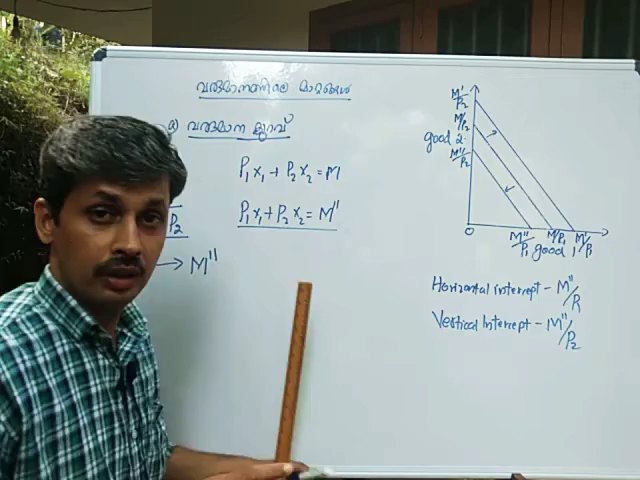 വരുമാനത്തിലെ മാറ്റങ്ങൾ
a) വരുമാന കുറവ്
P₁x₁ + P₂x₂ = M
P₁x₁ + P₂x₂ = M''
P₂
→ M''
M'/P₂
M/P₂
good 2
M''/P₂
O
M''/P₁ M/P₁ M'/P₁
good 1
Horizontal intercept - M''/P₁
Vertical Intercept - M''/P₂